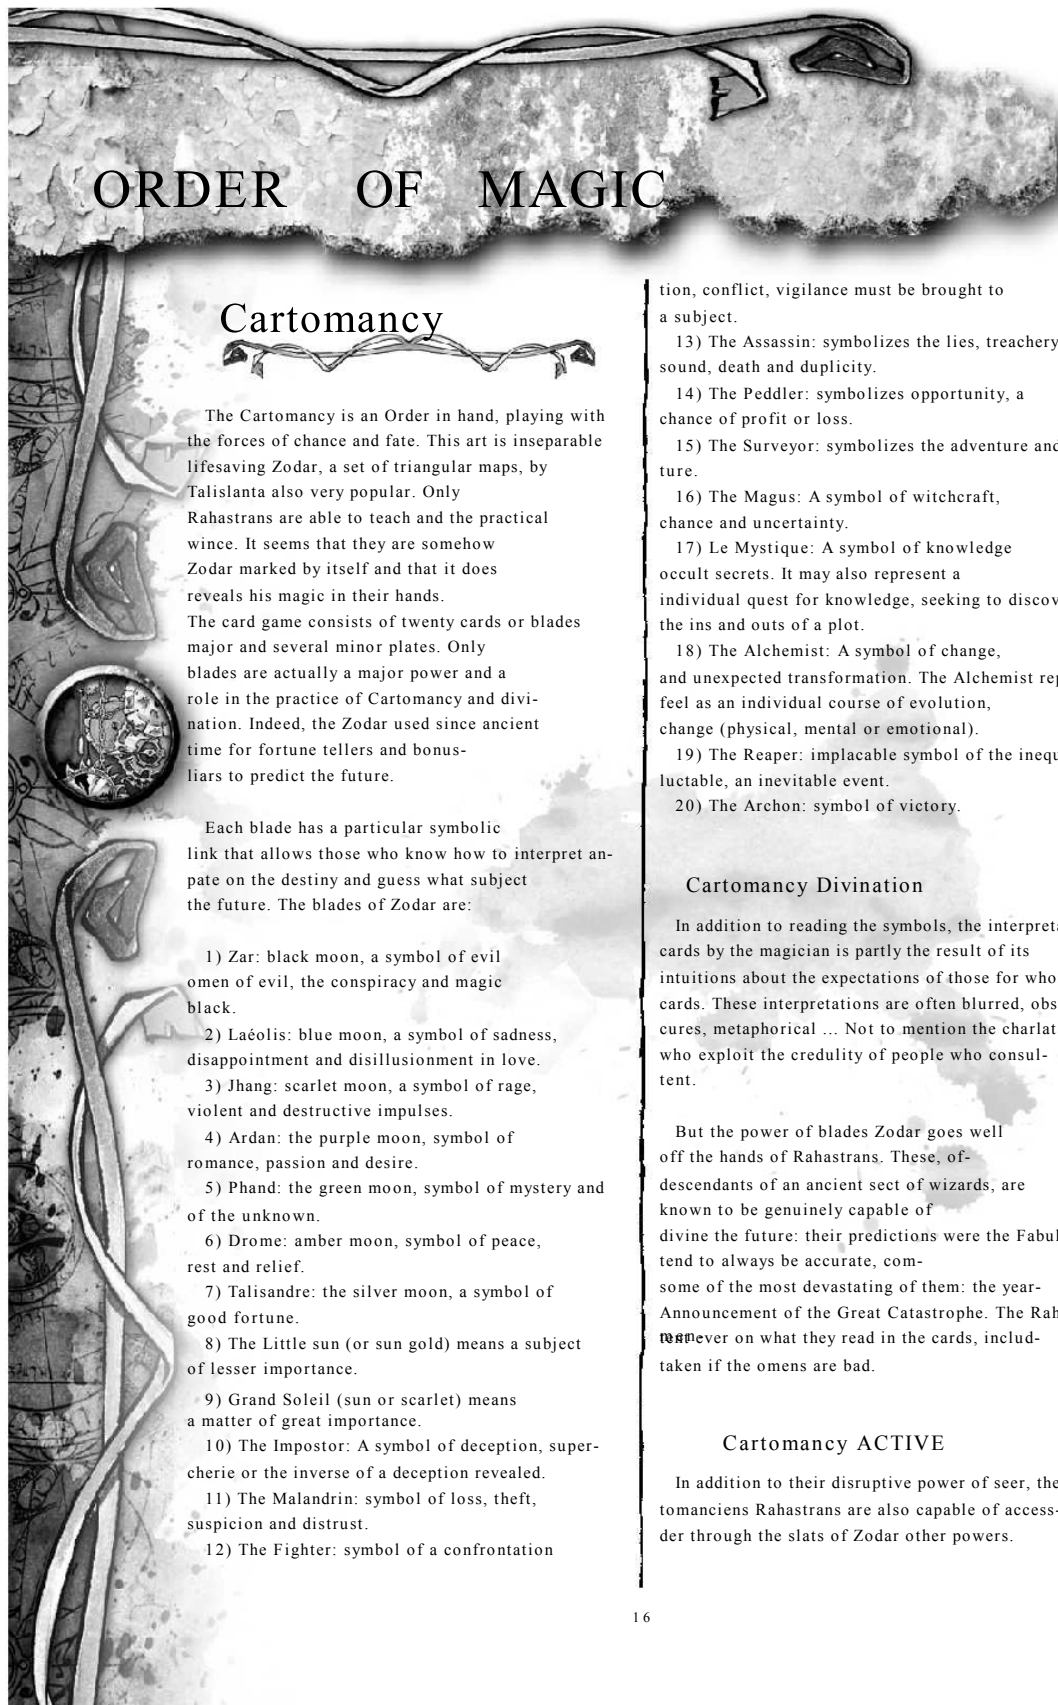 ORDER OF MAGIC
Cartomancy
The Cartomancy is an Order in hand, playing with
the forces of chance and fate. This art is inseparable
lifesaving Zodar, a set of triangular maps, by
Talislanta also very popular. Only
Rahastrans are able to teach and the practical
wince. It seems that they are somehow
Zodar marked by itself and that it does
reveals his magic in their hands.
The card game consists of twenty cards or blades
major and several minor plates. Only
blades are actually a major power and a
role in the practice of Cartomancy and divi-
nation. Indeed, the Zodar used since ancient
time for fortune tellers and bonus-
liars to predict the future.
Each blade has a particular symbolic
link that allows those who know how to interpret an-
pate on the destiny and guess what subject
the future. The blades of Zodar are:
1) Zar: black moon, a symbol of evil
omen of evil, the conspiracy and magic
black.
2) Laéolis: blue moon, a symbol of sadness,
disappointment and disillusionment in love.
3) Jhang: scarlet moon, a symbol of rage,
violent and destructive impulses.
4) Ardan: the purple moon, symbol of
romance, passion and desire.
5) Phand: the green moon, symbol of mystery and
of the unknown.
6) Drome: amber moon, symbol of peace,
rest and relief.
7) Talisandre: the silver moon, a symbol of
good fortune.
8) The Little sun (or sun gold) means a subject
of lesser importance.
9) Grand Soleil (sun or scarlet) means
a matter of great importance.
10) The Impostor: A symbol of deception, super-
cherie or the inverse of a deception revealed.
11) The Malandrin: symbol of loss, theft,
suspicion and distrust.
12) The Fighter: symbol of a confrontation
tion, conflict, vigilance must be brought to
a subject.
13) The Assassin: symbolizes the lies, treachery
sound, death and duplicity.
14) The Peddler: symbolizes opportunity, a
chance of profit or loss.
15) The Surveyor: symbolizes the adventure and
ture.
16) The Magus: A symbol of witchcraft,
chance and uncertainty.
17) Le Mystique: A symbol of knowledge
occult secrets. It may also represent a
individual quest for knowledge, seeking to discov
the ins and outs of a plot.
18) The Alchemist: A symbol of change,
and unexpected transformation. The Alchemist rep
feel as an individual course of evolution,
change (physical, mental or emotional).
19) The Reaper: implacable symbol of the inequ
luctable, an inevitable event.
20) The Archon: symbol of victory.
Cartomancy Divination
In addition to reading the symbols, the interpreta
cards by the magician is partly the result of its
intuitions about the expectations of those for who
cards. These interpretations are often blurred, obs
cures, metaphorical ... Not to mention the charlat
who exploit the credulity of people who consul-
tent.
But the power of blades Zodar goes well
off the hands of Rahastrans. These, of-
descendants of an ancient sect of wizards, are
known to be genuinely capable of
divine the future: their predictions were the Fabul
tend to always be accurate, com-
some of the most devastating of them: the year-
Announcement of the Great Catastrophe. The Rah
men-
tent ever on what they read in the cards, includ-
taken if the omens are bad.
Cartomancy ACTIVE
In addition to their disruptive power of seer, the
tomanciens Rahastrans are also capable of access-
der through the slats of Zodar other powers.
16